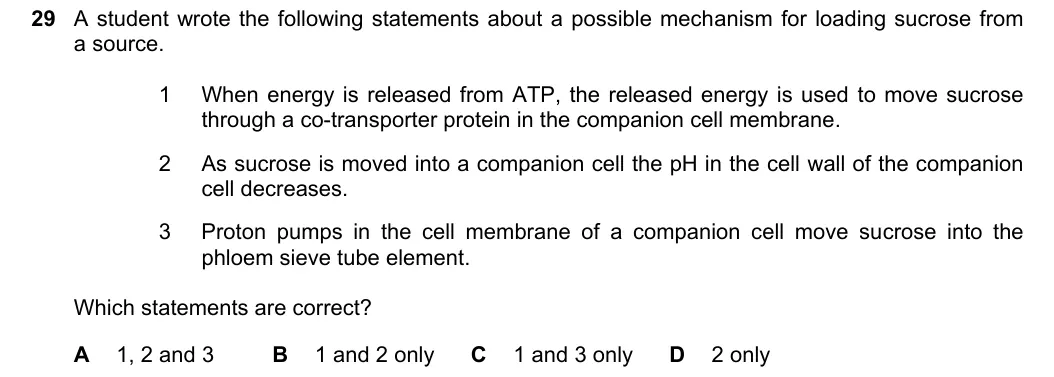 29 A student wrote the following statements about a possible mechanism for loading sucrose from
a source.
1 When energy is released from ATP, the released energy is used to move sucrose
through a co-transporter protein in the companion cell membrane.
2 As sucrose is moved into a companion cell the pH in the cell wall of the companion
cell decreases.
3 Proton pumps in the cell membrane of a companion cell move sucrose into the
phloem sieve tube element.
Which statements are correct?
A 1, 2 and 3 B 1 and 2 only C 1 and 3 only D 2 only